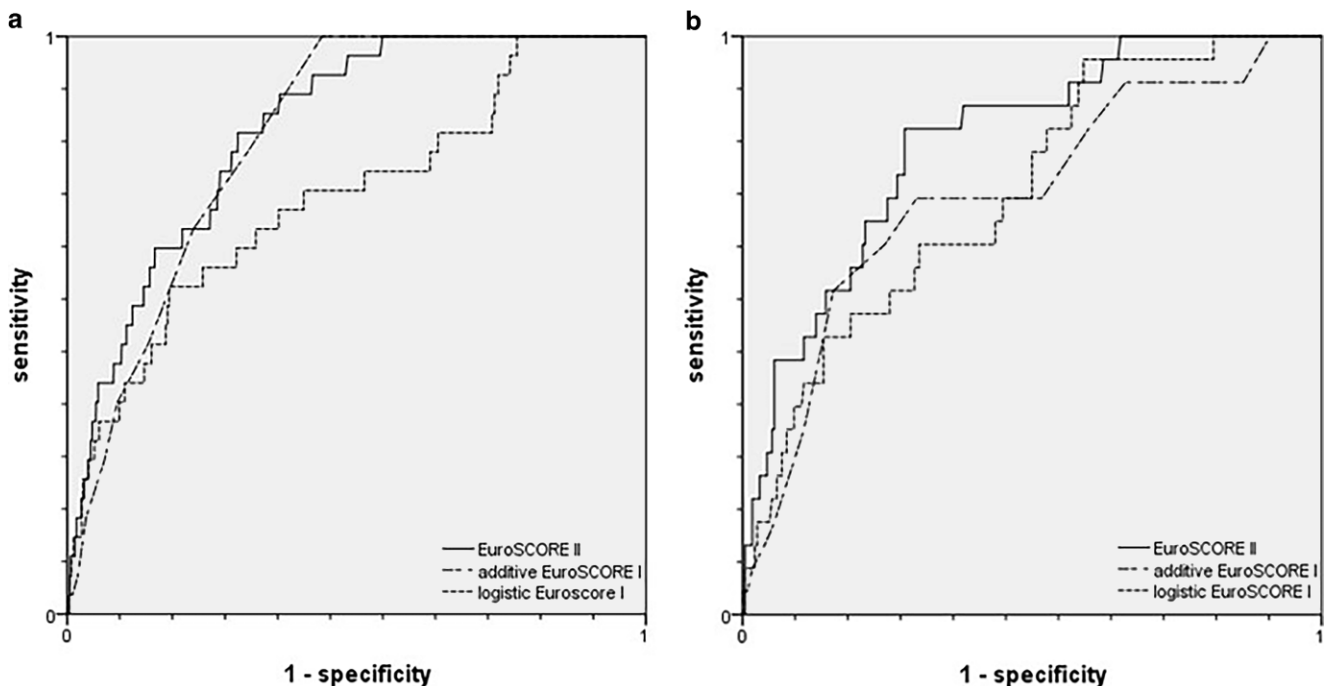 a
1
sensitivity
EuroSCORE II
additive EuroSCORE I
logistic Euroscore I
0
0
1
1 - specificity
b
1
sensitivity
EuroSCORE II
additive EuroSCORE I
logistic EuroSCORE I
0
0
1
1 - specificity